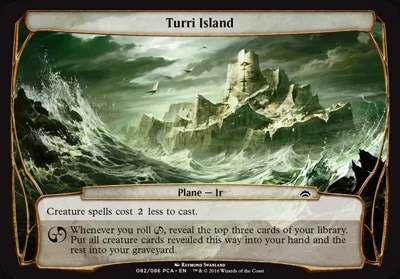 Turri Island
Plane — Ir
Creature spells cost 2 less to cast.
Whenever you roll , reveal the top three cards of your library.
Put all creature cards revealed this way into your hand and the
rest into your graveyard.
Raymond Swanland
082/086 PCA • EN ™ & © 2016 Wizards of the Coast